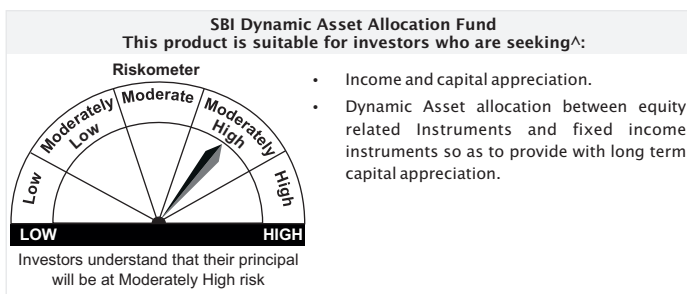 SBI Dynamic Asset Allocation Fund
This product is suitable for investors who are seeking^:
Riskometer
Low
Moderately Low
Moderate
Moderately High
High
LOW HIGH
Investors understand that their principal
will be at Moderately High risk
• Income and capital appreciation.
• Dynamic Asset allocation between equity
related Instruments and fixed income
instruments so as to provide with long term
capital appreciation.